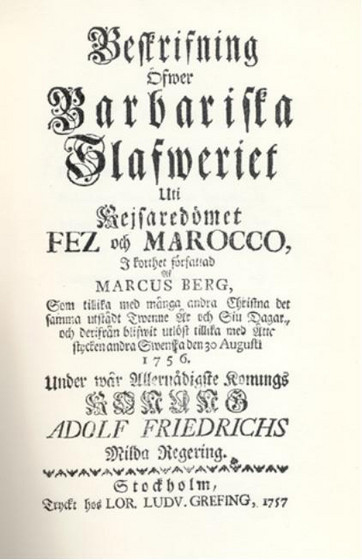 Beskrifning
Öfwer
Barbariska
Slafweriet
Uti
Kejsaredömet
FEZ och MAROCCO,
I korthet författad
Af
MARCUS BERG,
Som tillika med många andra Christna det
samma utstådt Twenne År och Siu Dagar,
och derifrån blifwit utlöst tillika med Åtta
stycken andra Swenska den 30 Augusti
1756.
Under wår Allernådigste Konungs
KONUNG
ADOLF FRIEDRICHS
Milda Regering.
Stockholm,
Tryckt hos LOR. LUDV. GREFING, 1757